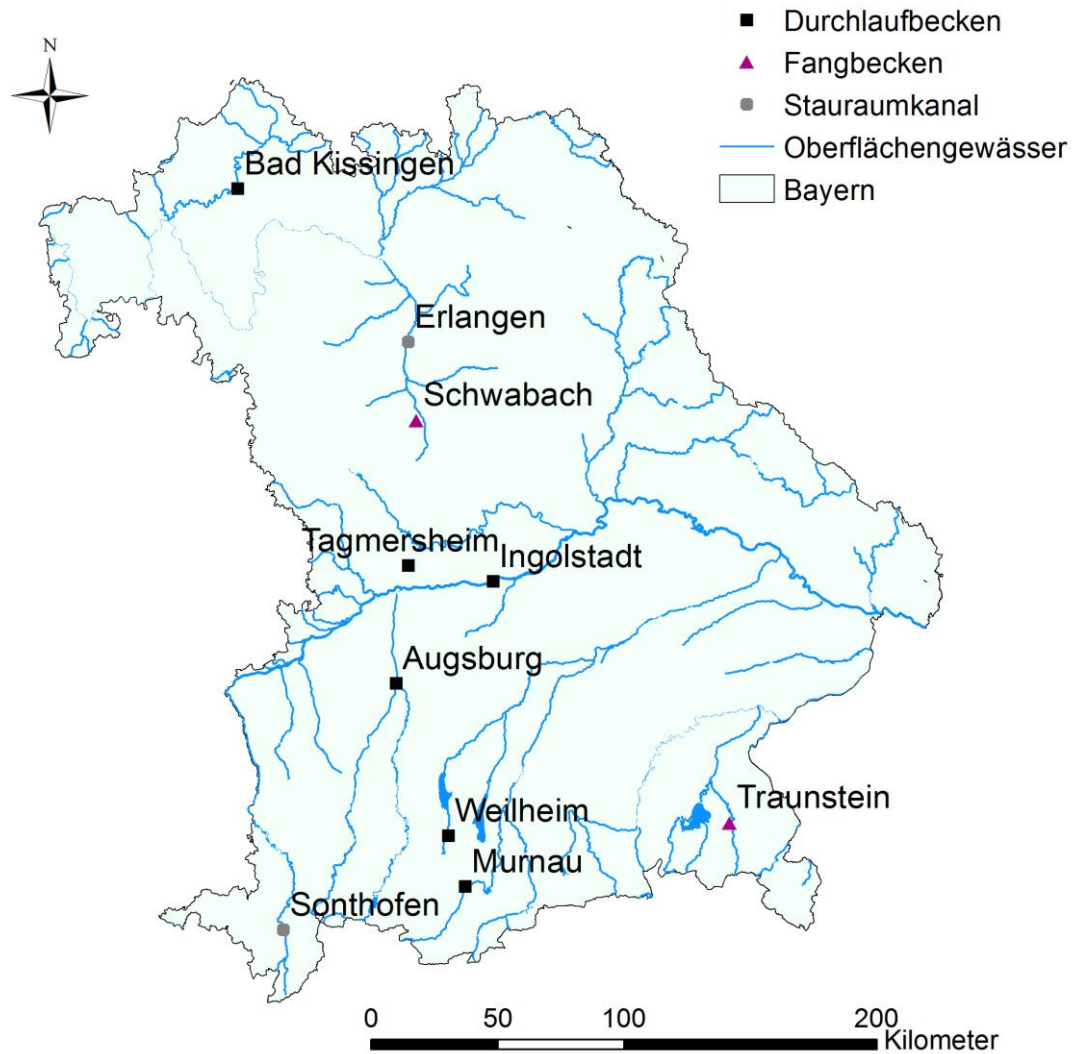 Durchlaufbecken
Fangbecken
Stauraumkanal
Oberflächengewässer
Bayern
N
Bad Kissingen
Erlangen
Schwabach
Tagmersheim
Ingolstadt
Augsburg
Weilheim
Traunstein
Murnau
Sonthofen
0 50 100 200
Kilometer